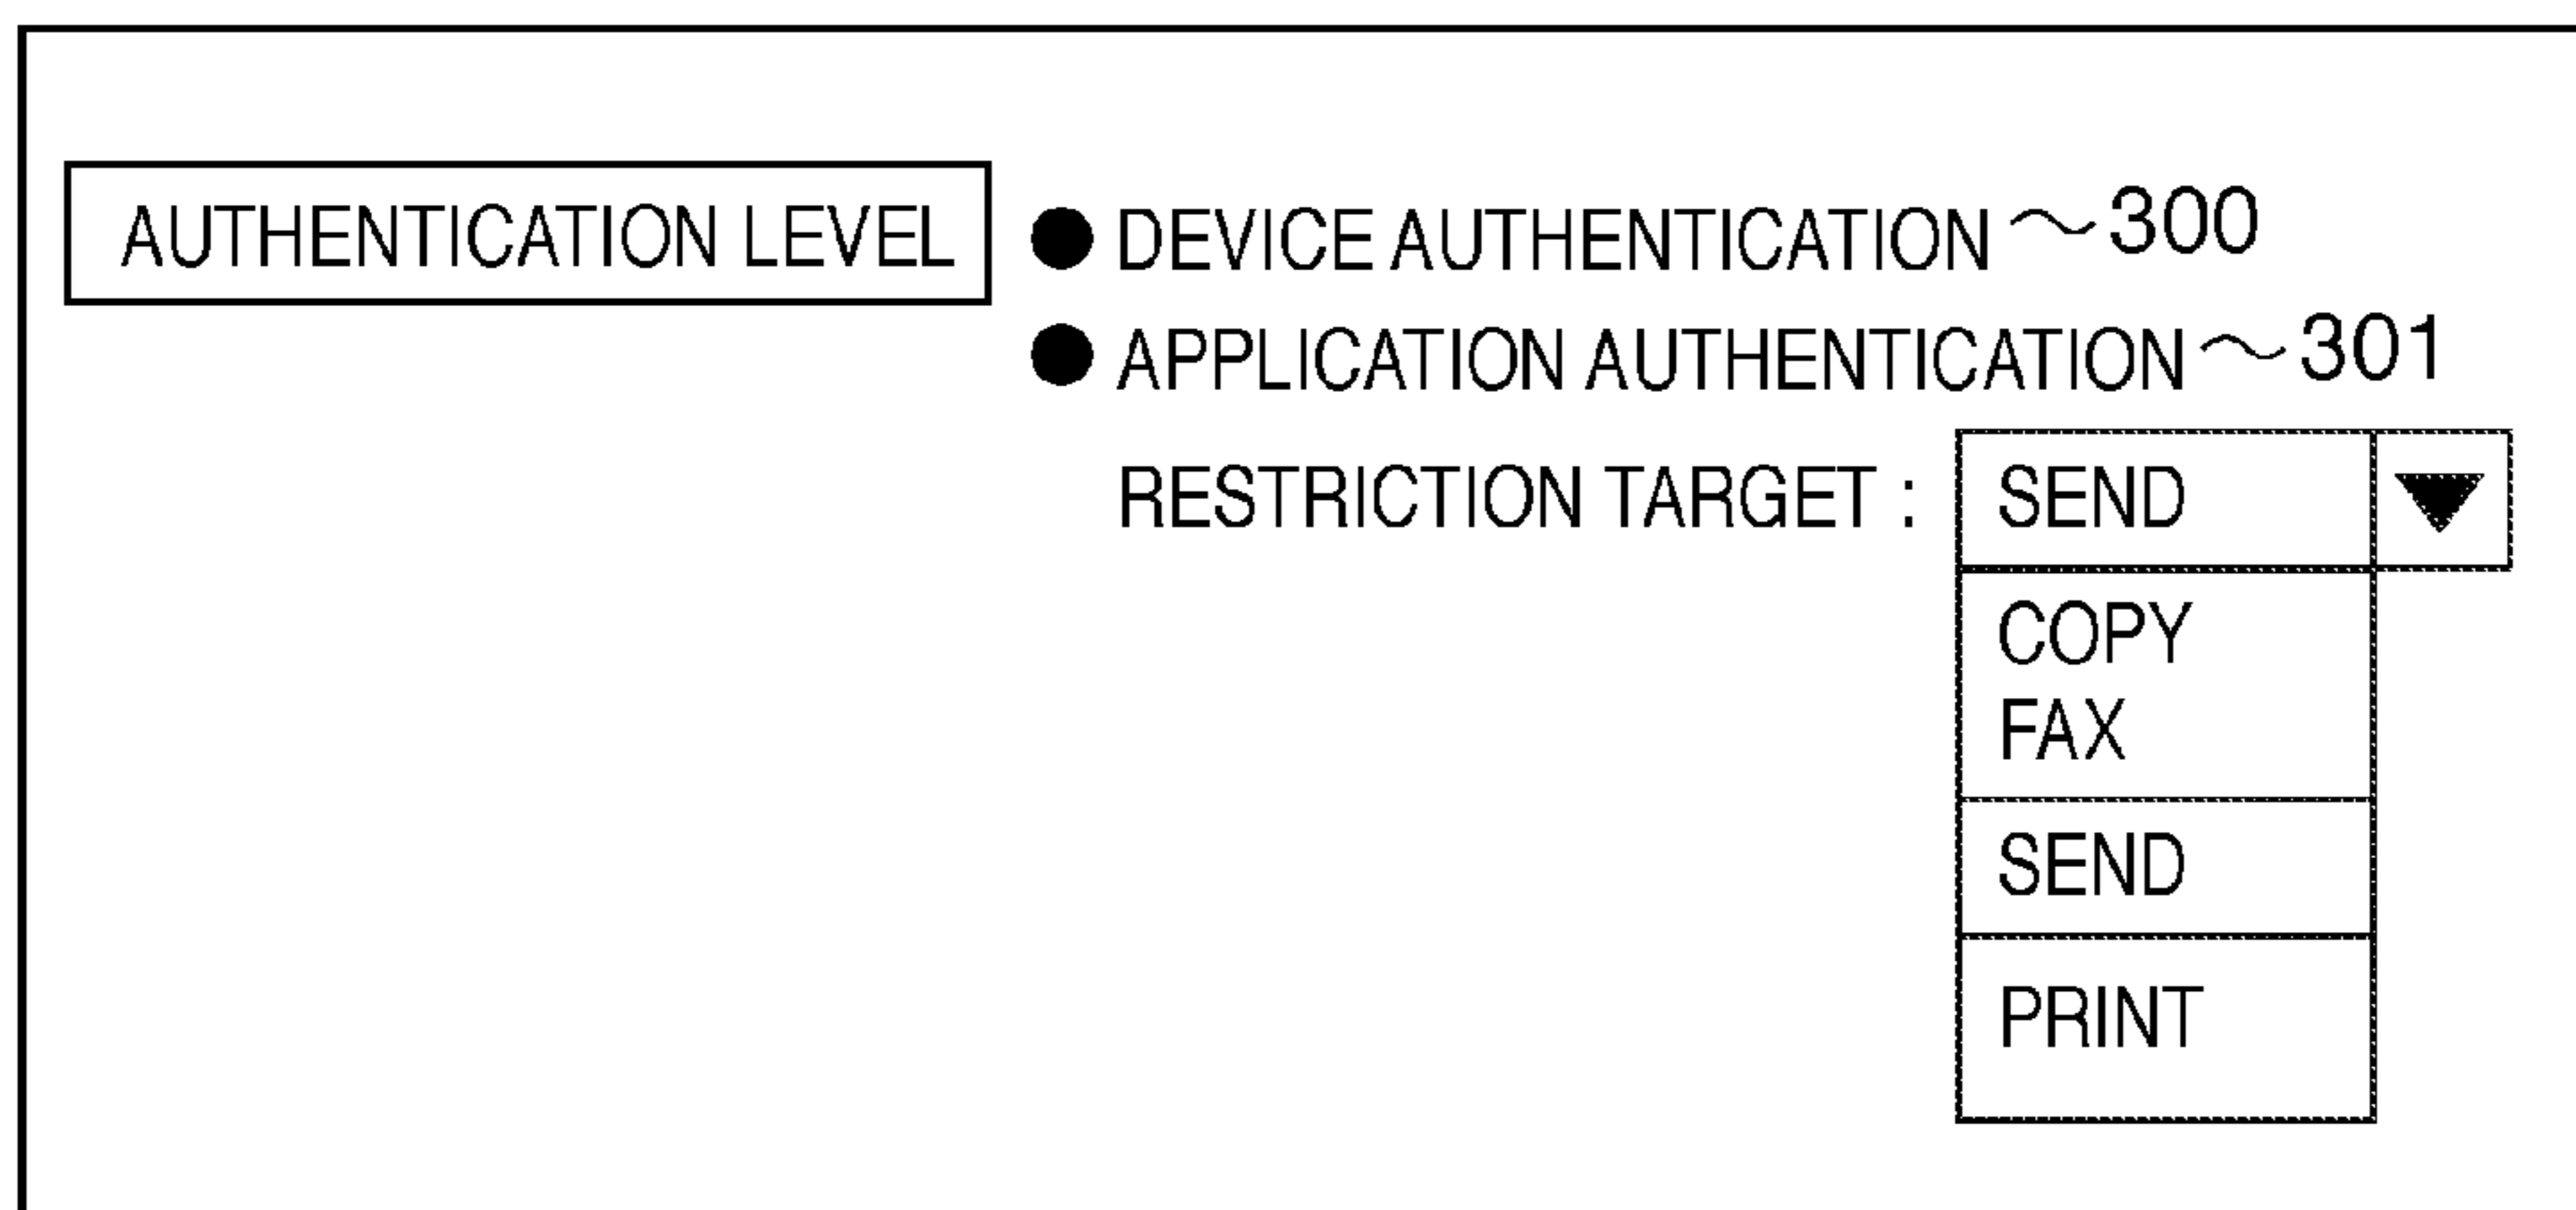 AUTHENTICATION LEVEL
DEVICE AUTHENTICATION ~300
APPLICATION AUTHENTICATION ~301
RESTRICTION TARGET : SEND
COPY
FAX
SEND
PRINT